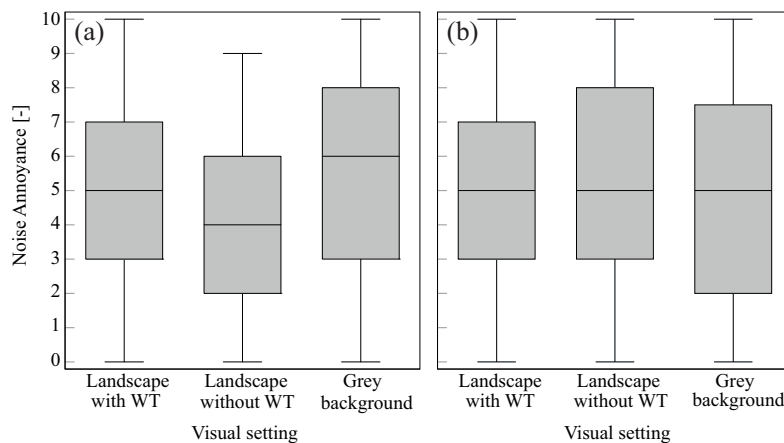 (a)
(b)
Noise Annoyance [-]
10
9
8
7
6
5
4
3
2
1
0
Landscape
with WT
Landscape
without WT
Grey
background
Visual setting
Landscape
with WT
Landscape
without WT
Grey
background
Visual setting